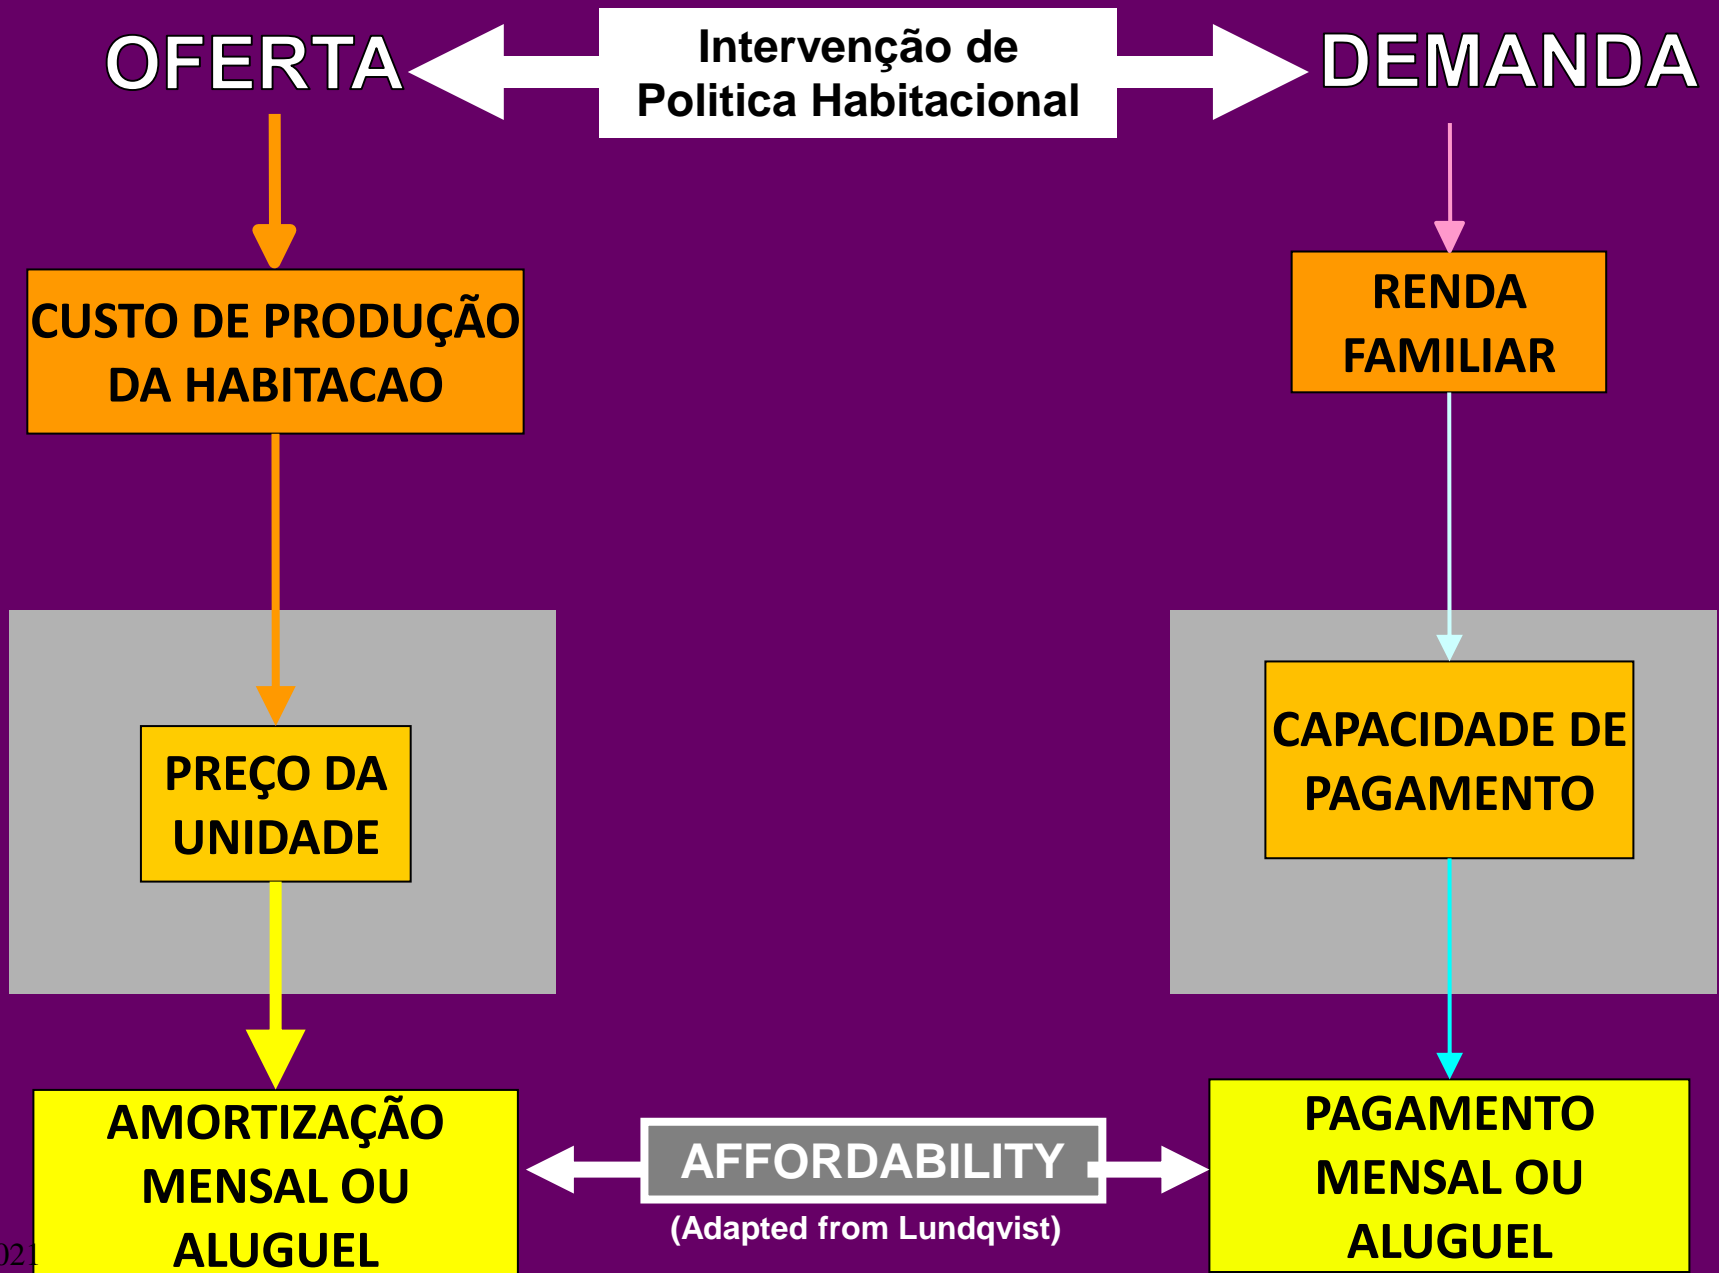 OFERTA
Intervenção de
Politica Habitacional
DEMANDA
CUSTO DE PRODUÇÃO
DA HABITACAO
RENDA
FAMILIAR
PREÇO DA
UNIDADE
CAPACIDADE DE
PAGAMENTO
AMORTIZAÇÃO
MENSAL OU
ALUGUEL
AFFORDABILITY
(Adapted from Lundqvist)
PAGAMENTO
MENSAL OU
ALUGUEL
021